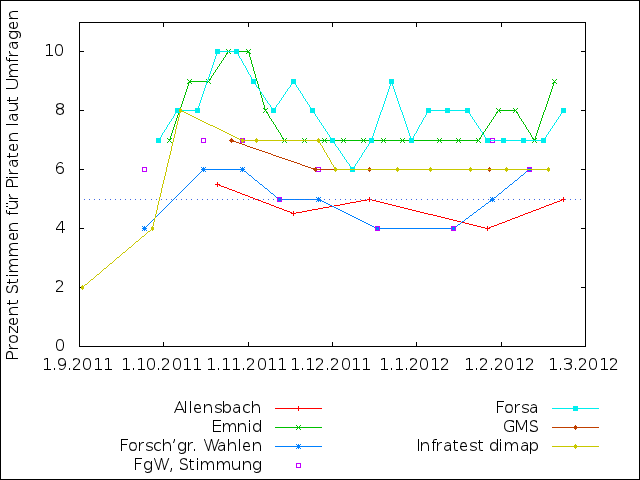 Prozent Stimmen für Piraten laut Umfragen
10
8
6
4
2
0
1.9.2011 1.10.2011 1.11.2011 1.12.2011 1.1.2012 1.2.2012 1.3.2012
Allensbach Forsa
Emnid GMS
Forsch'gr. Wahlen Infratest dimap
FgW, Stimmung